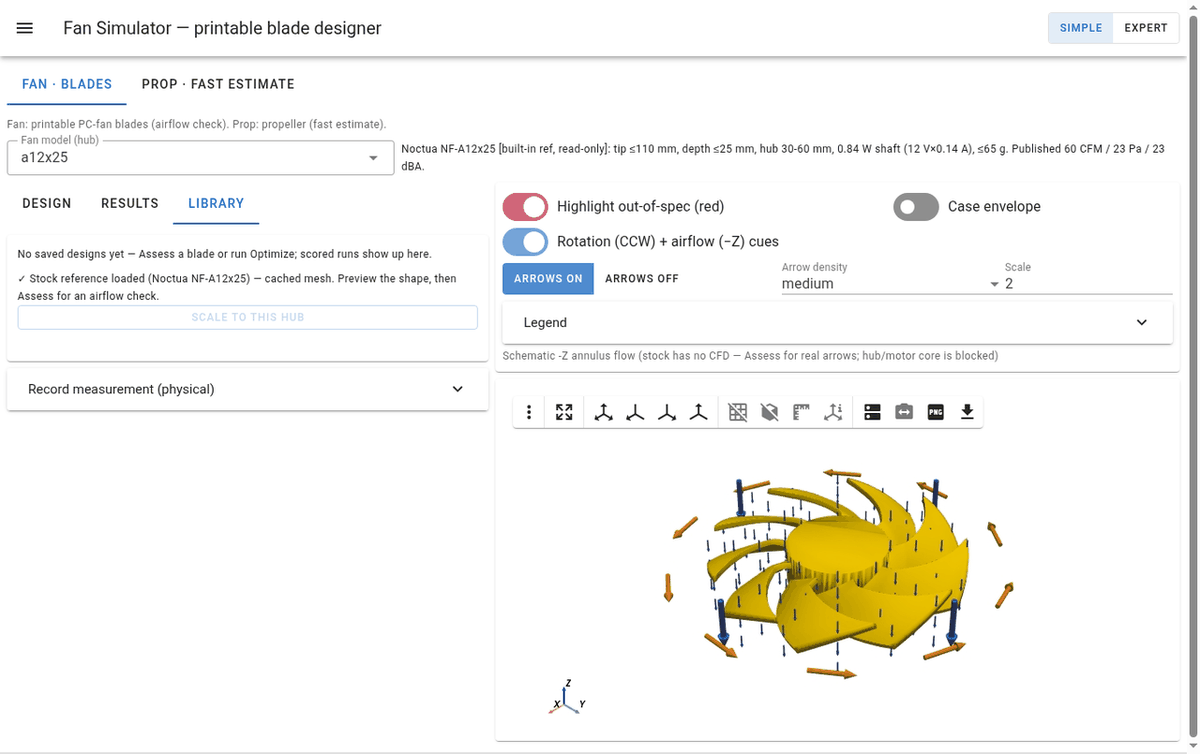 Fan Simulator — printable blade designer
SIMPLE
EXPERT
FAN · BLADES
PROP · FAST ESTIMATE
Fan: printable PC-fan blades (airflow check). Prop: propeller (fast estimate).
Fan model (hub)
a12x25
Noctua NF-A12x25 [built-in ref, read-only]: tip ≤110 mm, depth ≤25 mm, hub 30-60 mm, 0.84 W shaft (12 V×0.14 A), ≤65 g. Published 60 CFM / 23 Pa / 23
dBA.
DESIGN
RESULTS
LIBRARY
No saved designs yet — Assess a blade or run Optimize; scored runs show up here.
✓ Stock reference loaded (Noctua NF-A12x25) — cached mesh. Preview the shape, then
Assess for an airflow check.
SCALE TO THIS HUB
Record measurement (physical)
Highlight out-of-spec (red)
Case envelope
Rotation (CCW) + airflow (−Z) cues
ARROWS ON
ARROWS OFF
Arrow density
medium
Scale
2
Legend
Schematic -Z annulus flow (stock has no CFD — Assess for real arrows; hub/motor core is blocked)
PNG
Z
X
Y